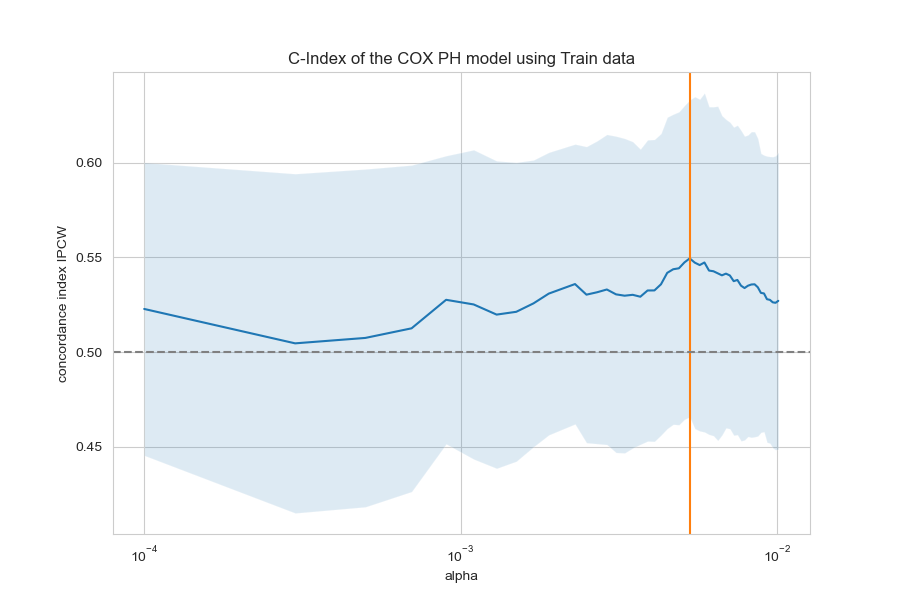 C-Index of the COX PH model using Train data
concordance index IPCW
0.60
0.55
0.50
0.45
10⁻⁴
10⁻³
10⁻²
alpha